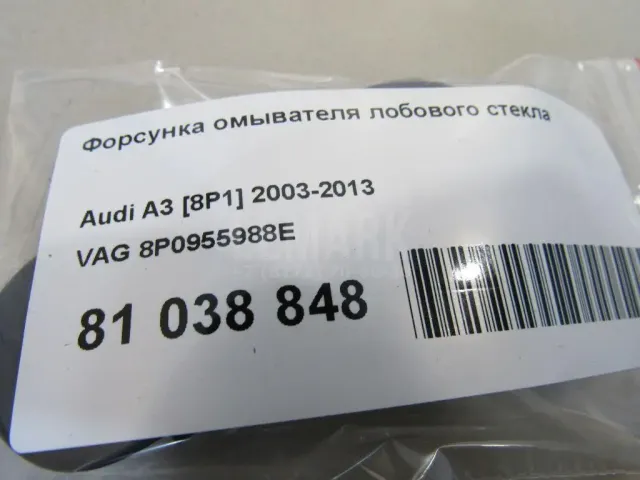 Форсунка омывателя лобового стекла
Audi A3 [8P1] 2003-2013
VAG 8P0955988E
81 038 848